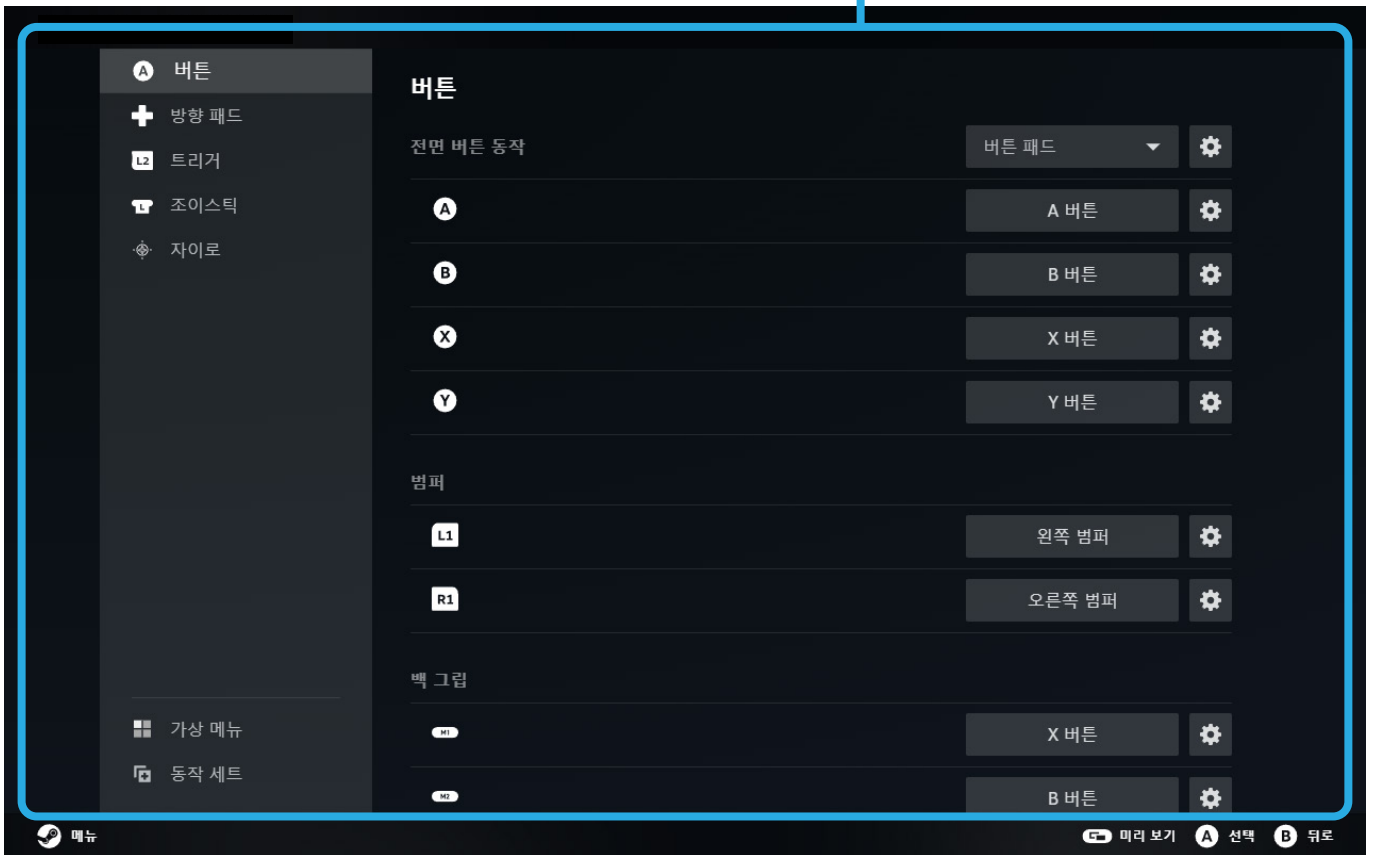 A 버튼
방향 패드
L2 트리거
L 조이스틱
자이로
가상 메뉴
동작 세트
버튼
전면 버튼 동작 버튼 패드
A A 버튼
B B 버튼
X X 버튼
Y Y 버튼
범퍼
L1 왼쪽 범퍼
R1 오른쪽 범퍼
백 그립
M1 X 버튼
M2 B 버튼
메뉴 미리 보기 A 선택 B 뒤로